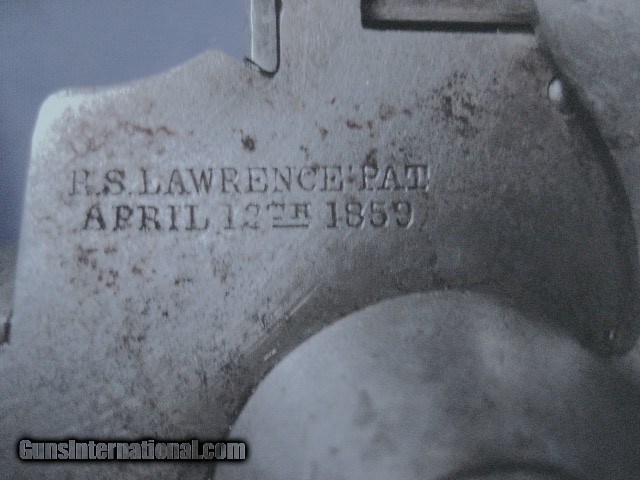 R.S. LAWRENCE PAT
APRIL 12TH 1859
GunsInternational.com